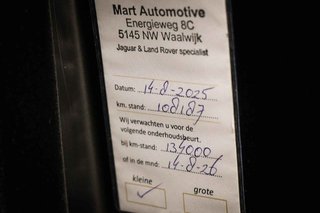 Mart Automotive
Energieweg 8C
5145 NW Waalwijk
Jaguar & Land Rover specialist
Datum: 14-8-2025
km. stand: 108187
Wij verwachten u voor de
volgende onderhoudsbeurt.
bij km-stand: 134000
of in de mnd: 14-8-26
kleine grote